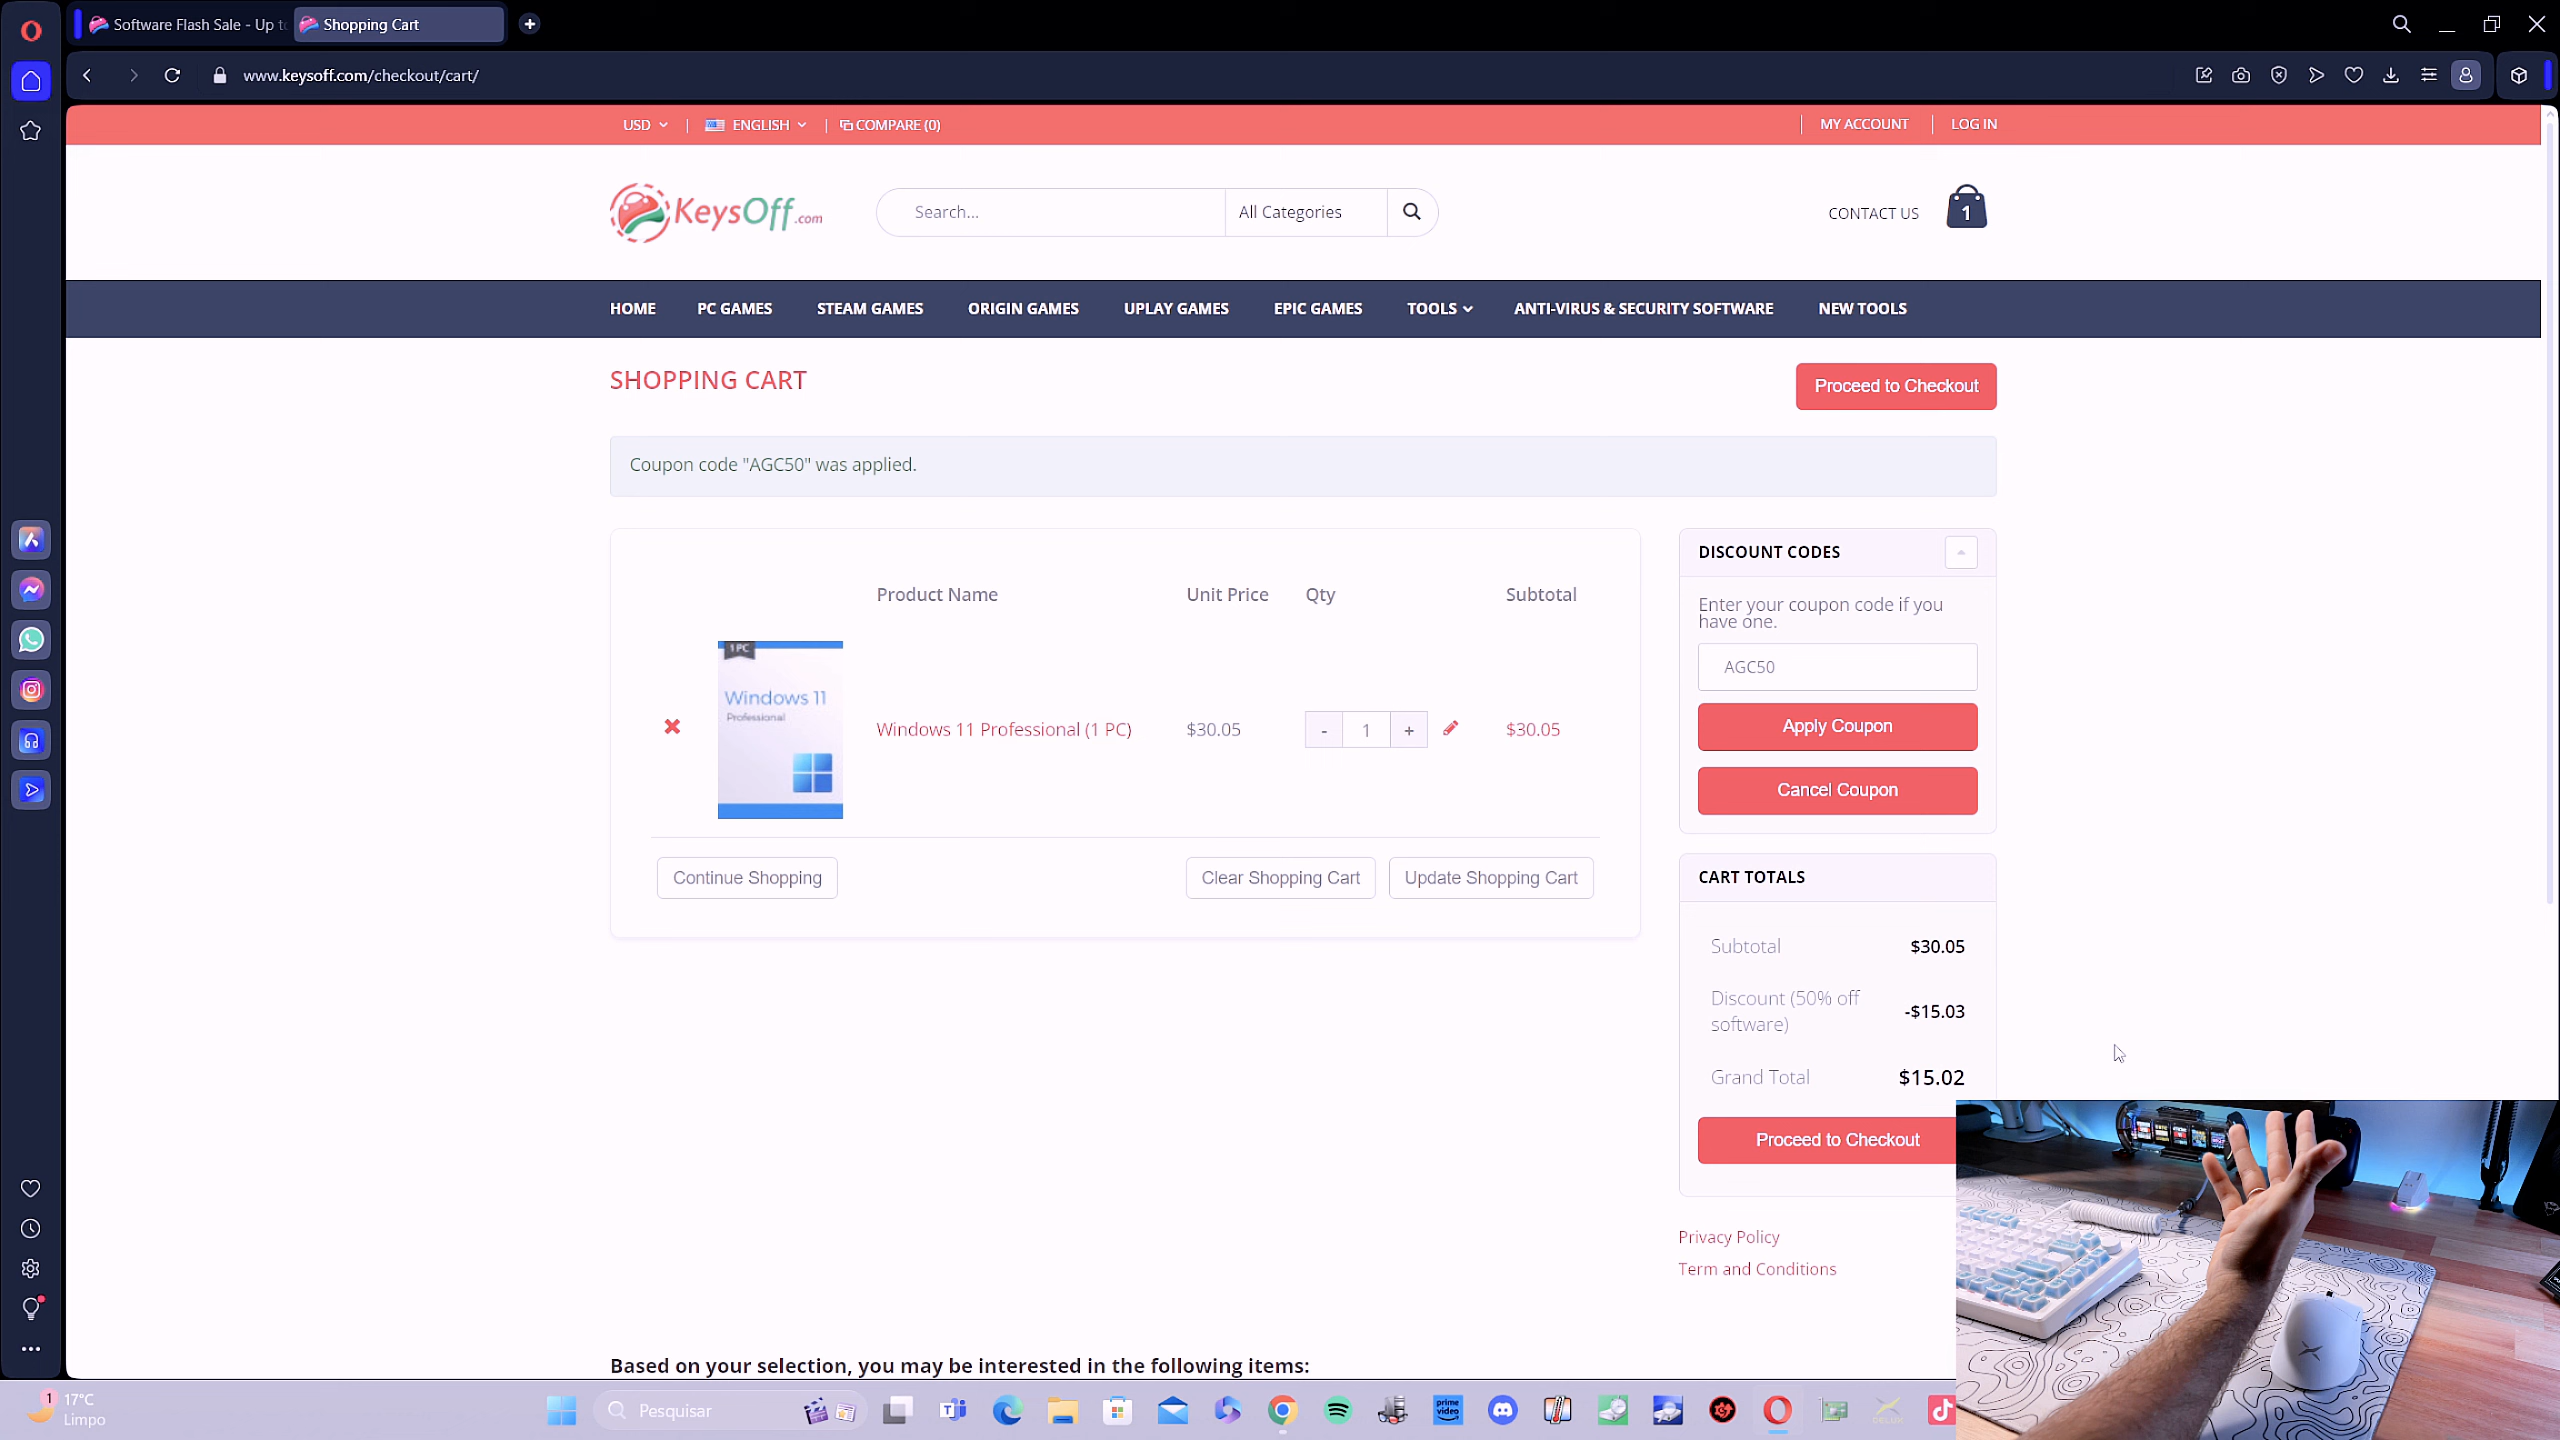 Software Flash Sale - Up t
Shopping Cart
www.keysoff.com/checkout/cart/
USD | ENGLISH | COMPARE (0)
MY ACCOUNT | LOG IN
KeysOff.com
Search...
All Categories
CONTACT US
1
HOME PC GAMES STEAM GAMES ORIGIN GAMES UPLAY GAMES EPIC GAMES TOOLS ANTI-VIRUS & SECURITY SOFTWARE NEW TOOLS
SHOPPING CART
Proceed to Checkout
Coupon code "AGC50" was applied.
Product Name Unit Price Qty Subtotal
1 PC
Windows 11
Professional
Windows 11 Professional (1 PC) $30.05 - 1 + $30.05
Continue Shopping
Clear Shopping Cart
Update Shopping Cart
DISCOUNT CODES
Enter your coupon code if you
have one.
AGC50
Apply Coupon
Cancel Coupon
CART TOTALS
Subtotal $30.05
Discount (50% off
software) -$15.03
Grand Total $15.02
Proceed to Checkout
Privacy Policy
Term and Conditions
Based on your selection, you may be interested in the following items:
1
17°C
Limpo
Pesquisar
prime
video